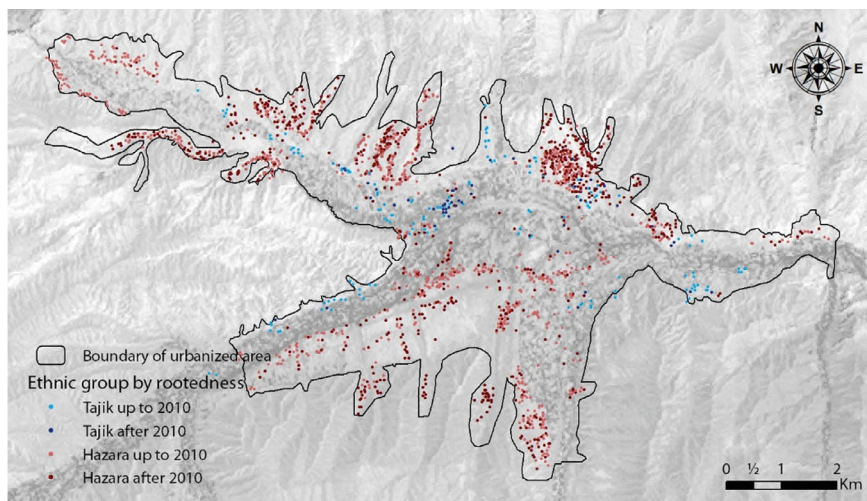 N
W E
S
Boundary of urbanized area
Ethnic group by rootedness
Tajik up to 2010
Tajik after 2010
Hazara up to 2010
Hazara after 2010
0 ½ 1 2
Km